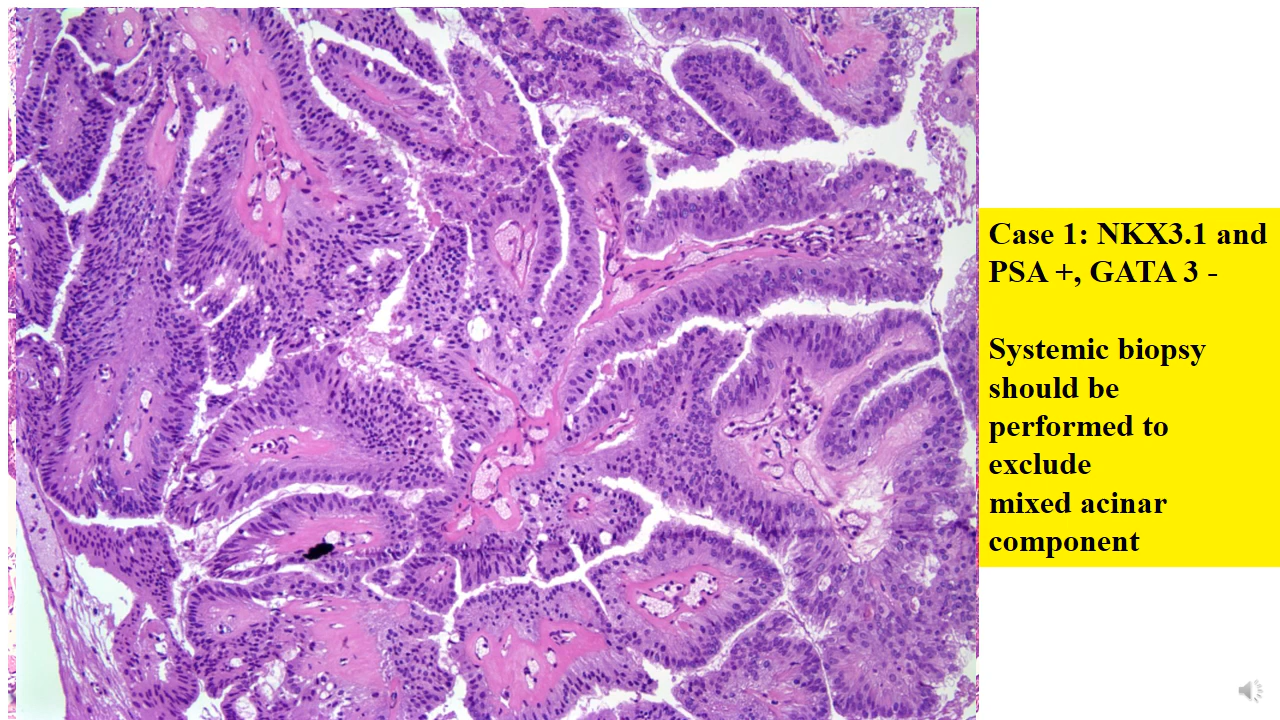 Case 1: NKX3.1 and
PSA +, GATA 3 -
Systemic biopsy
should be
performed to
exclude
mixed acinar
component